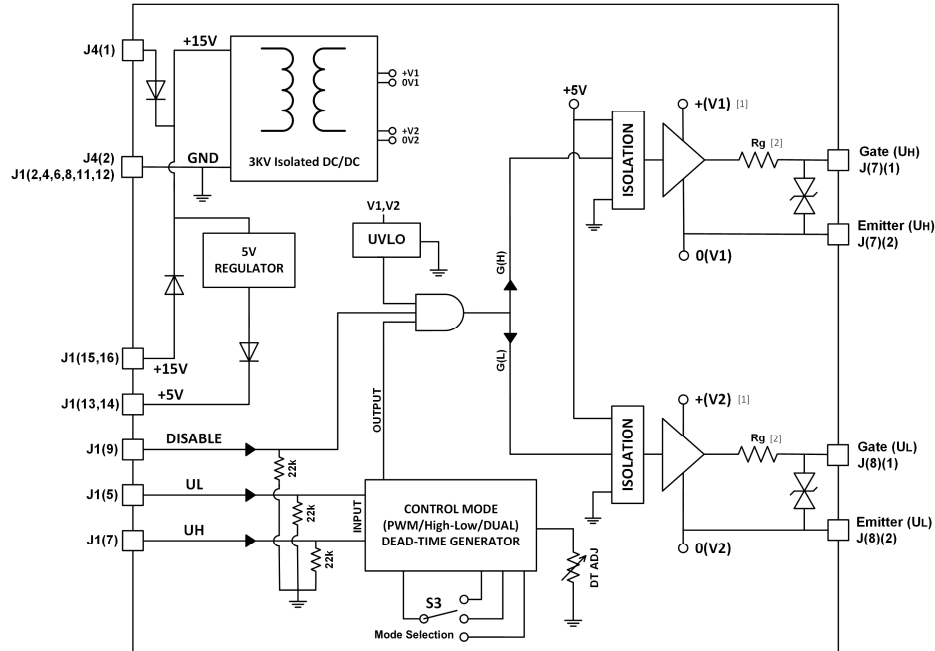 J4(1)
+15V
+V1
0V1
+V2
0V2
3KV Isolated DC/DC
J4(2)
J1(2,4,6,8,11,12)
GND
+5V
ISOLATION
+(V1) [1]
Rg [2]
Gate (UH)
J(7)(1)
Emitter (UH)
J(7)(2)
0(V1)
V1,V2
UVLO
5V
REGULATOR
G(H)
G(L)
J1(15,16)
+15V
J1(13,14)
+5V
J1(9)
DISABLE
OUTPUT
22k
J1(5)
UL
22k
J1(7)
UH
22k
INPUT
CONTROL MODE
(PWM/High-Low/DUAL)
DEAD-TIME GENERATOR
DT ADJ
S3
Mode Selection
ISOLATION
+(V2) [1]
Rg [2]
Gate (UL)
J(8)(1)
Emitter (UL)
J(8)(2)
0(V2)